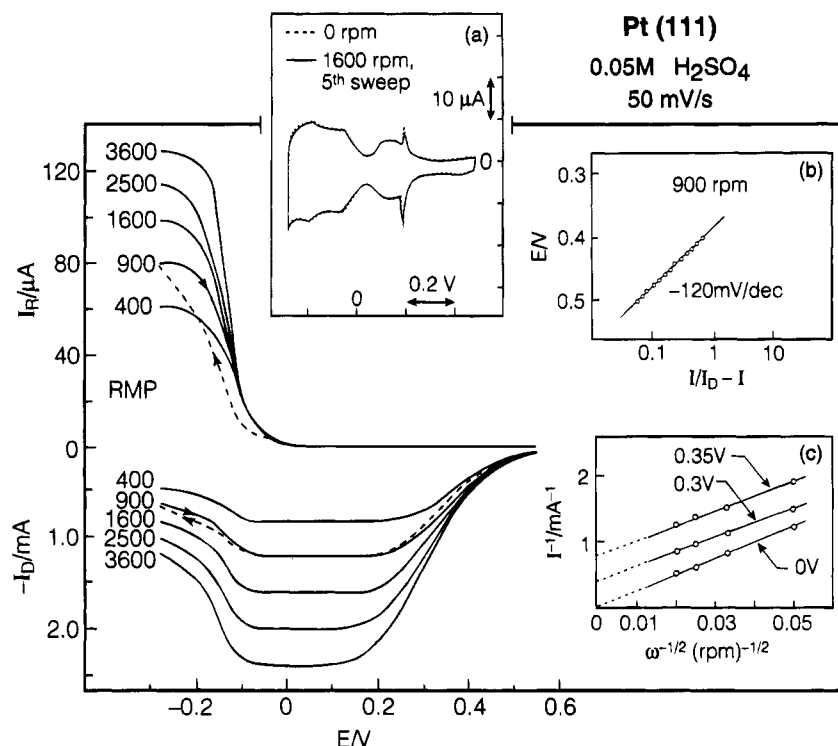 Pt (111)
0.05M H₂SO₄
50 mV/s
(a)
0 rpm
1600 rpm,
5th sweep
10 μA
0
0.2 V
0
(b)
900 rpm
0.3
0.4
0.5
E/V
−120mV/dec
0.1
1
10
I/I_D − I
(c)
0.35V
0.3V
0V
2
1
0
I⁻¹/mA⁻¹
0
0.01
0.03
0.05
ω⁻¹/² (rpm)⁻¹/²
120
80
40
0
I_R/μA
3600
2500
1600
900
400
RMP
400
900
1600
2500
3600
1.0
2.0
−I_D/mA
−0.2
0
0.2
0.4
0.6
E/V